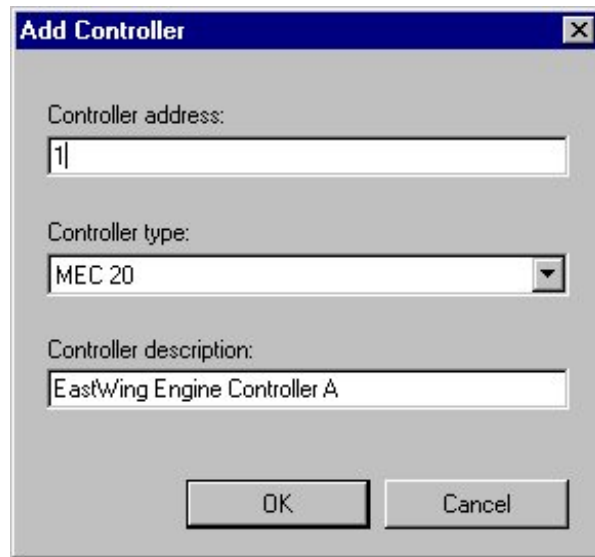 Add Controller
Controller address:
1
Controller type:
MEC 20
Controller description:
EastWing Engine Controller A
OK
Cancel